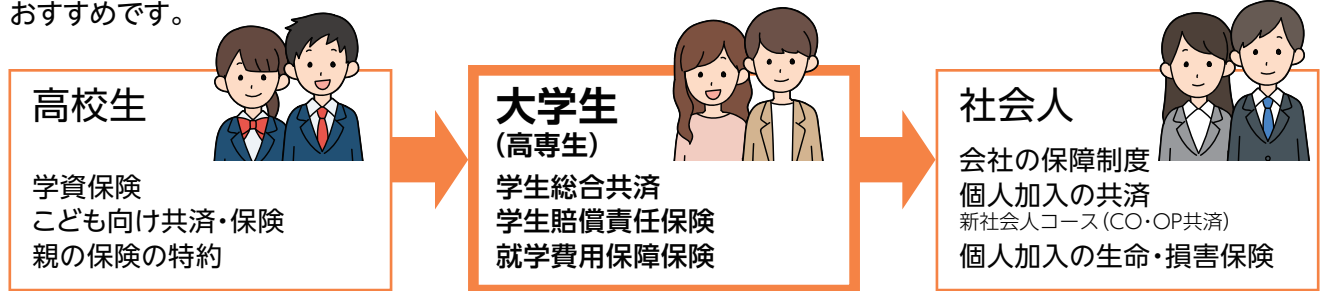 おすすめです。
高校生
学資保険
こども向け共済・保険
親の保険の特約
大学生
(高専生)
学生総合共済
学生賠償責任保険
就学費用保障保険
社会人
会社の保障制度
個人加入の共済
新社会人コース(CO・OP共済)
個人加入の生命・損害保険